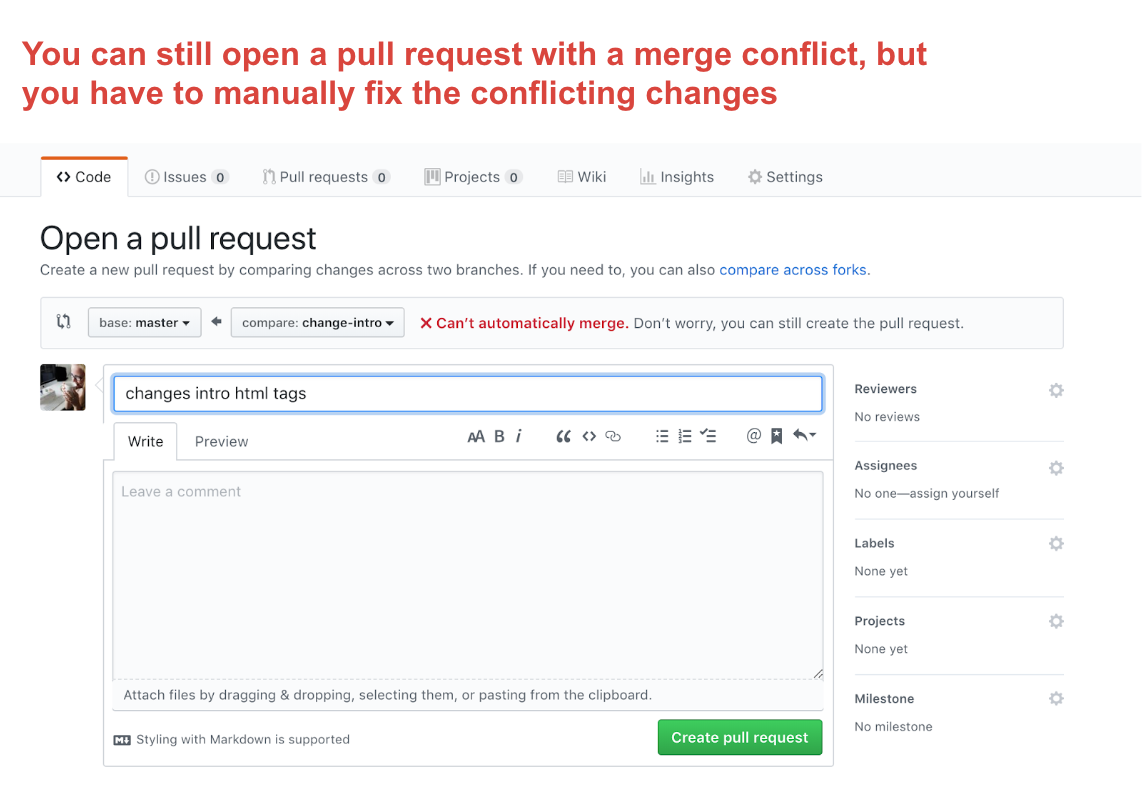 You can still open a pull request with a merge conflict, but
you have to manually fix the conflicting changes
Code Issues 0 Pull requests 0 Projects 0 Wiki Insights Settings
Open a pull request
Create a new pull request by comparing changes across two branches. If you need to, you can also compare across forks.
base: master compare: change-intro Can’t automatically merge. Don’t worry, you can still create the pull request.
changes intro html tags
Reviewers
No reviews
Write Preview AA B i @
Leave a comment
Assignees
No one—assign yourself
Labels
None yet
Projects
None yet
Attach files by dragging & dropping, selecting them, or pasting from the clipboard.
Milestone
No milestone
Styling with Markdown is supported
Create pull request